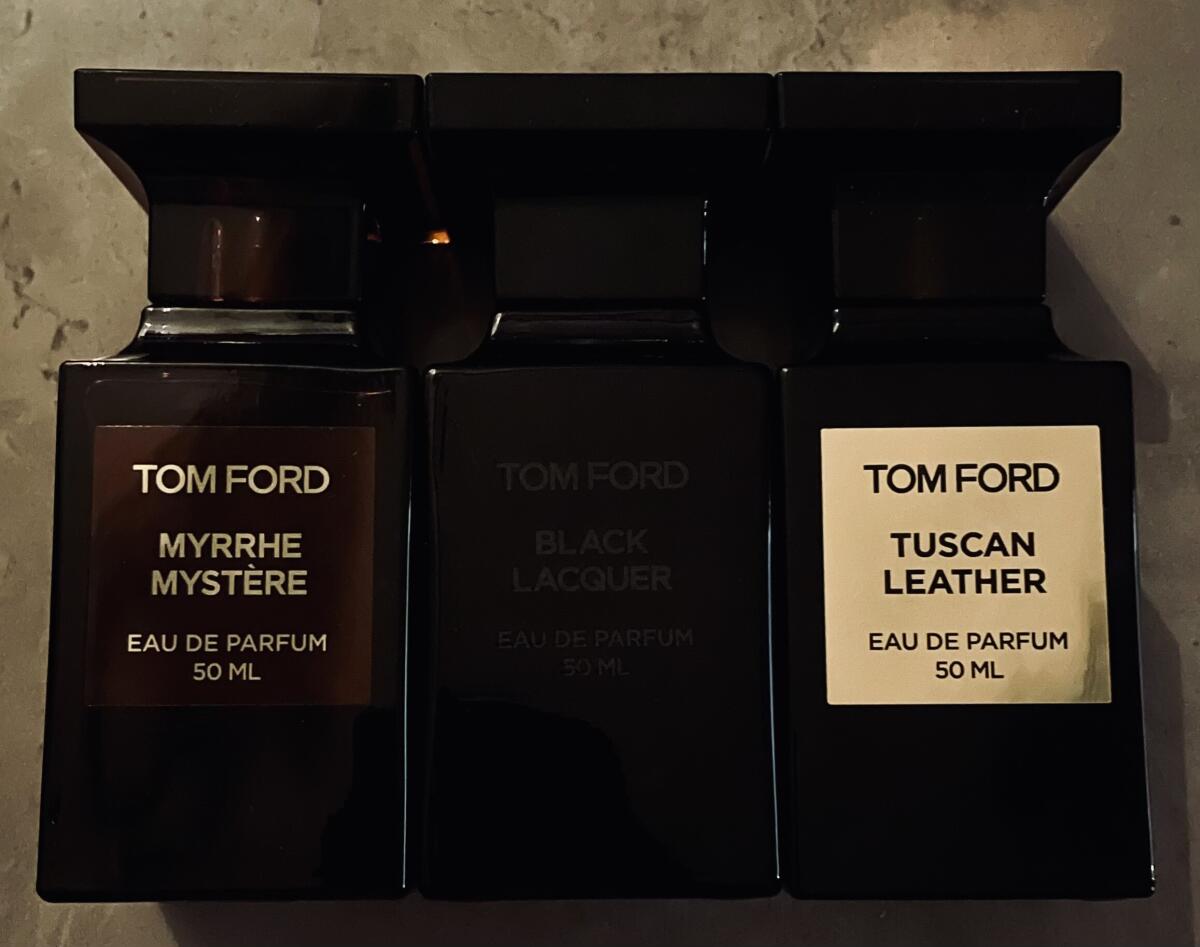 TOM FORD
MYRRHE
MYSTÈRE
EAU DE PARFUM
50 ML
TOM FORD
BLACK
LACQUER
EAU DE PARFUM
50 ML
TOM FORD
TUSCAN
LEATHER
EAU DE PARFUM
50 ML